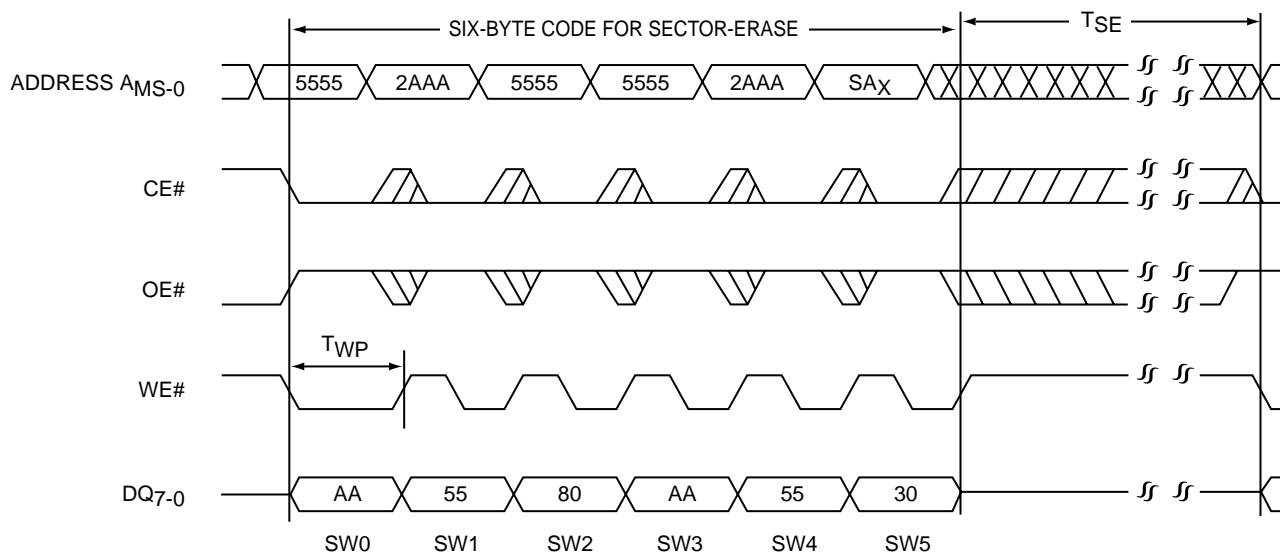 SIX-BYTE CODE FOR SECTOR-ERASE TSE
ADDRESS AMS-0 5555 2AAA 5555 5555 2AAA SAX
CE#
OE#
TWP
WE#
DQ7-0 AA 55 80 AA 55 30
SW0 SW1 SW2 SW3 SW4 SW5